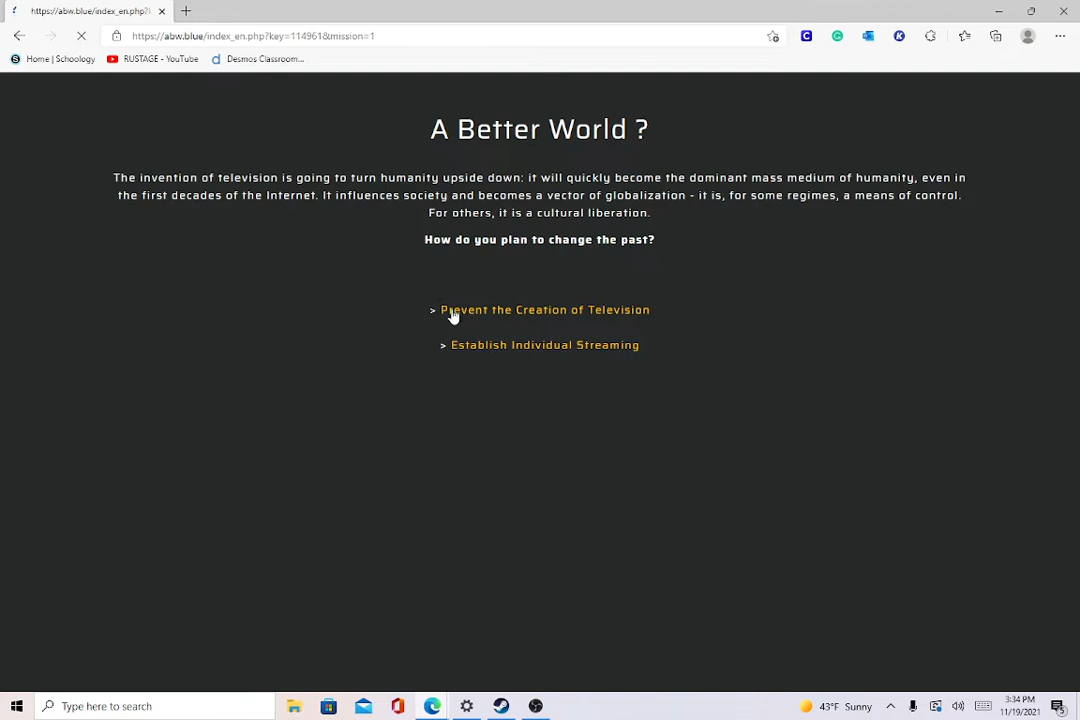 https://abw.blue/index_en.php?l
https://abw.blue/index_en.php?key=114961&mission=1
Home | Schoology RUSTAGE - YouTube Desmos Classroom...
A Better World ?
The invention of television is going to turn humanity upside down: it will quickly become the dominant mass medium of humanity, even in
the first decades of the Internet. It influences society and becomes a vector of globalization - it is, for some regimes, a means of control.
For others, it is a cultural liberation.
How do you plan to change the past?
> Prevent the Creation of Television
> Establish Individual Streaming
Type here to search
43°F Sunny
3:34 PM
11/19/2021